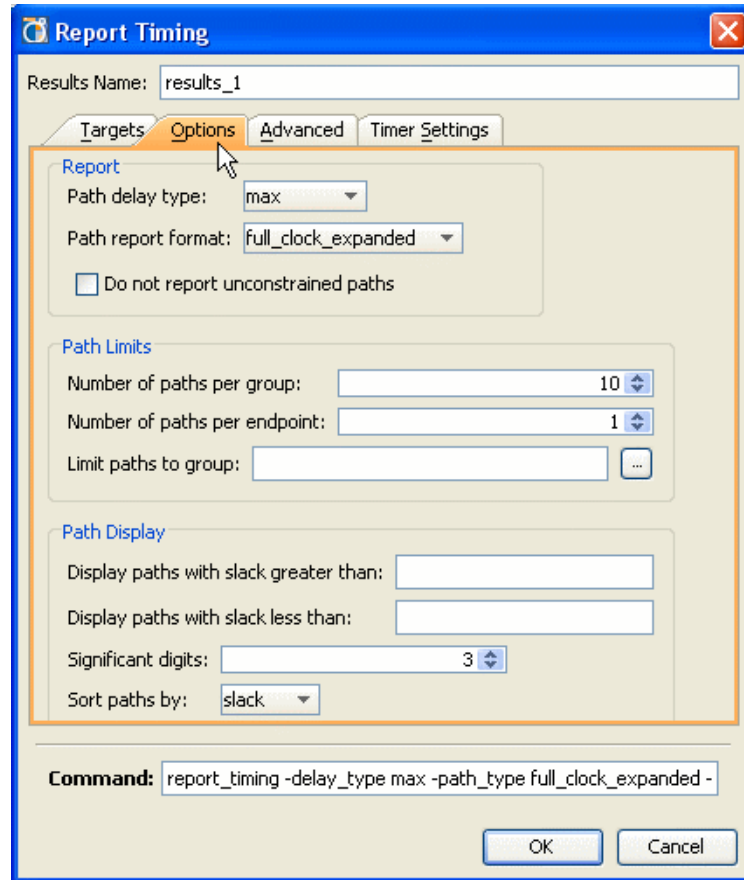 Report Timing
Results Name: results_1
Targets Options Advanced Timer Settings
Report
Path delay type: max
Path report format: full_clock_expanded
Do not report unconstrained paths
Path Limits
Number of paths per group: 10
Number of paths per endpoint: 1
Limit paths to group: ...
Path Display
Display paths with slack greater than:
Display paths with slack less than:
Significant digits: 3
Sort paths by: slack
Command: report_timing -delay_type max -path_type full_clock_expanded -
OK Cancel